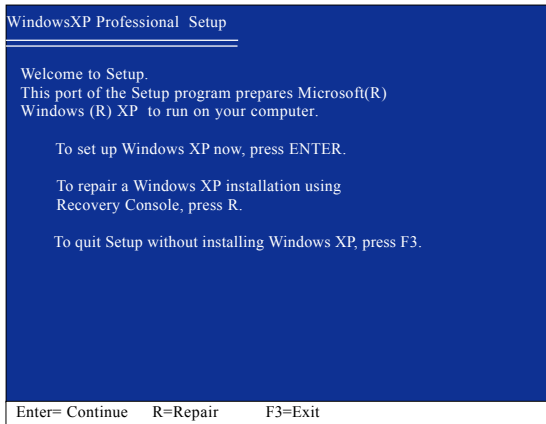 WindowsXP Professional Setup
Welcome to Setup.
This part of the Setup program prepares Microsoft(R)
Windows (R) XP to run on your computer.
To set up Windows XP now, press ENTER.
To repair a Windows XP installation using
Recovery Console, press R.
To quit Setup without installing Windows XP, press F3.
Enter= Continue R=Repair F3=Exit